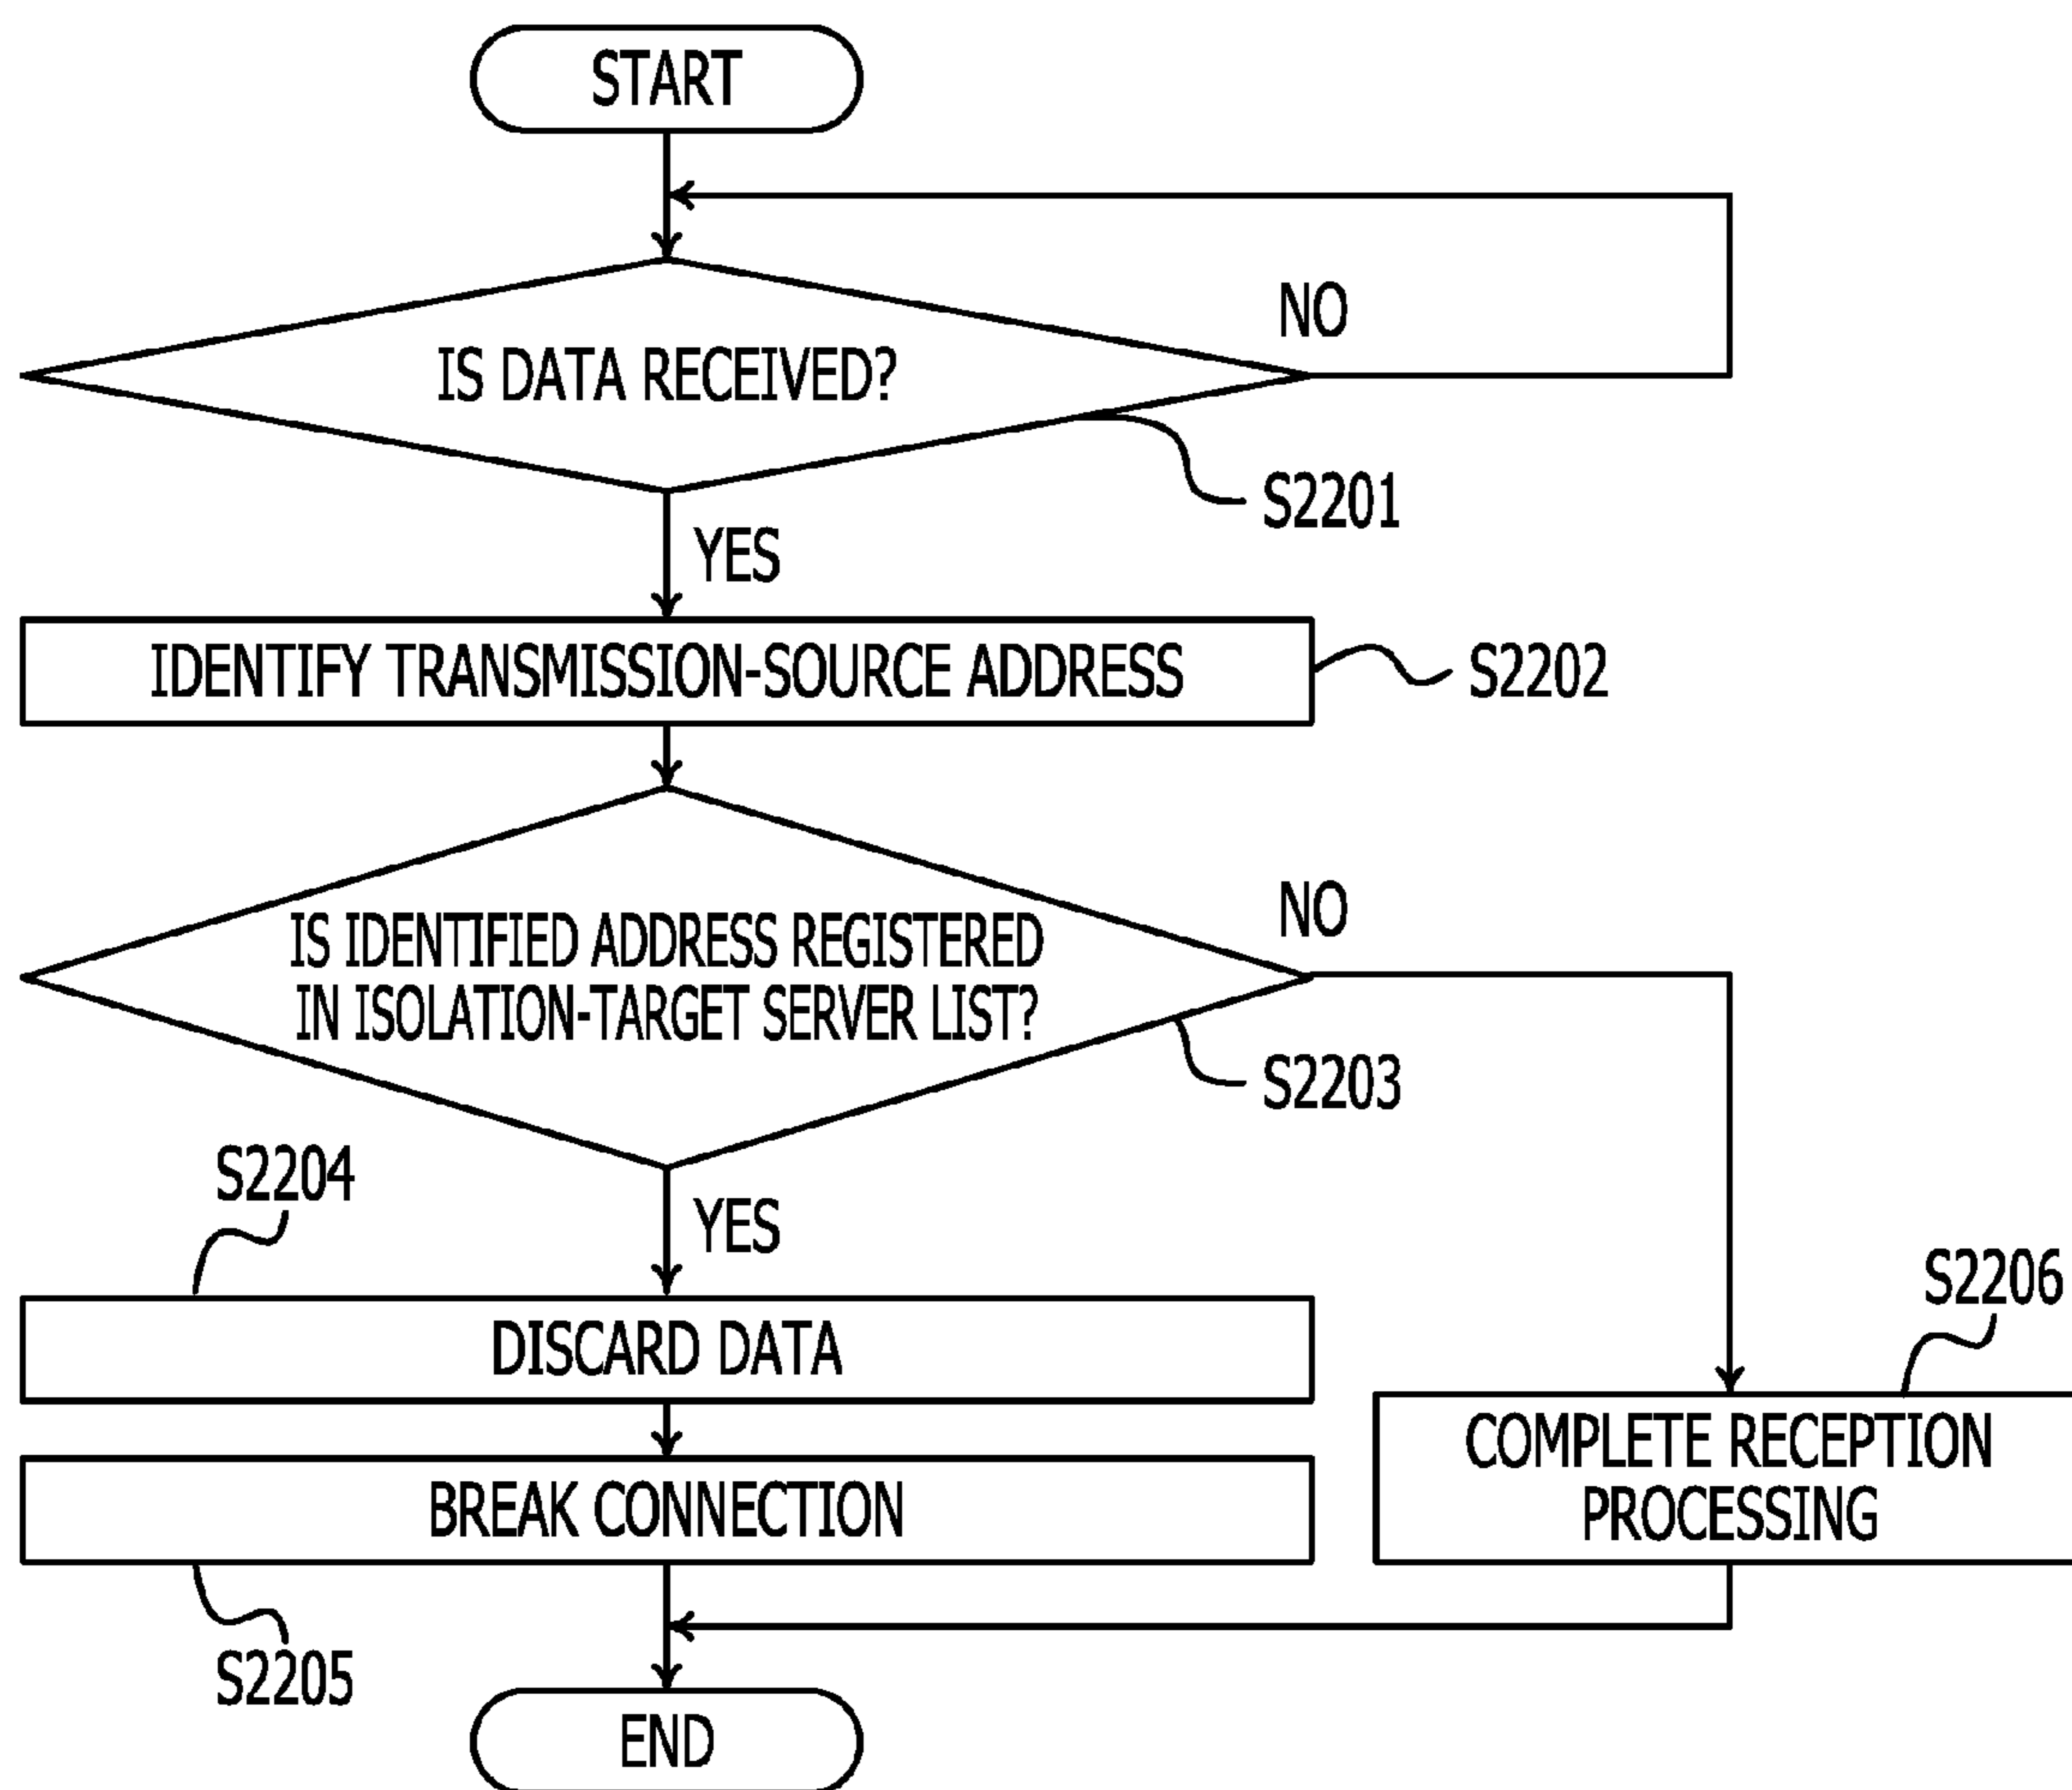 START
NO
IS DATA RECEIVED?
S2201
YES
IDENTIFY TRANSMISSION-SOURCE ADDRESS
S2202
NO
IS IDENTIFIED ADDRESS REGISTERED
IN ISOLATION-TARGET SERVER LIST?
S2203
S2204
YES
DISCARD DATA
S2206
COMPLETE RECEPTION
PROCESSING
BREAK CONNECTION
S2205
END